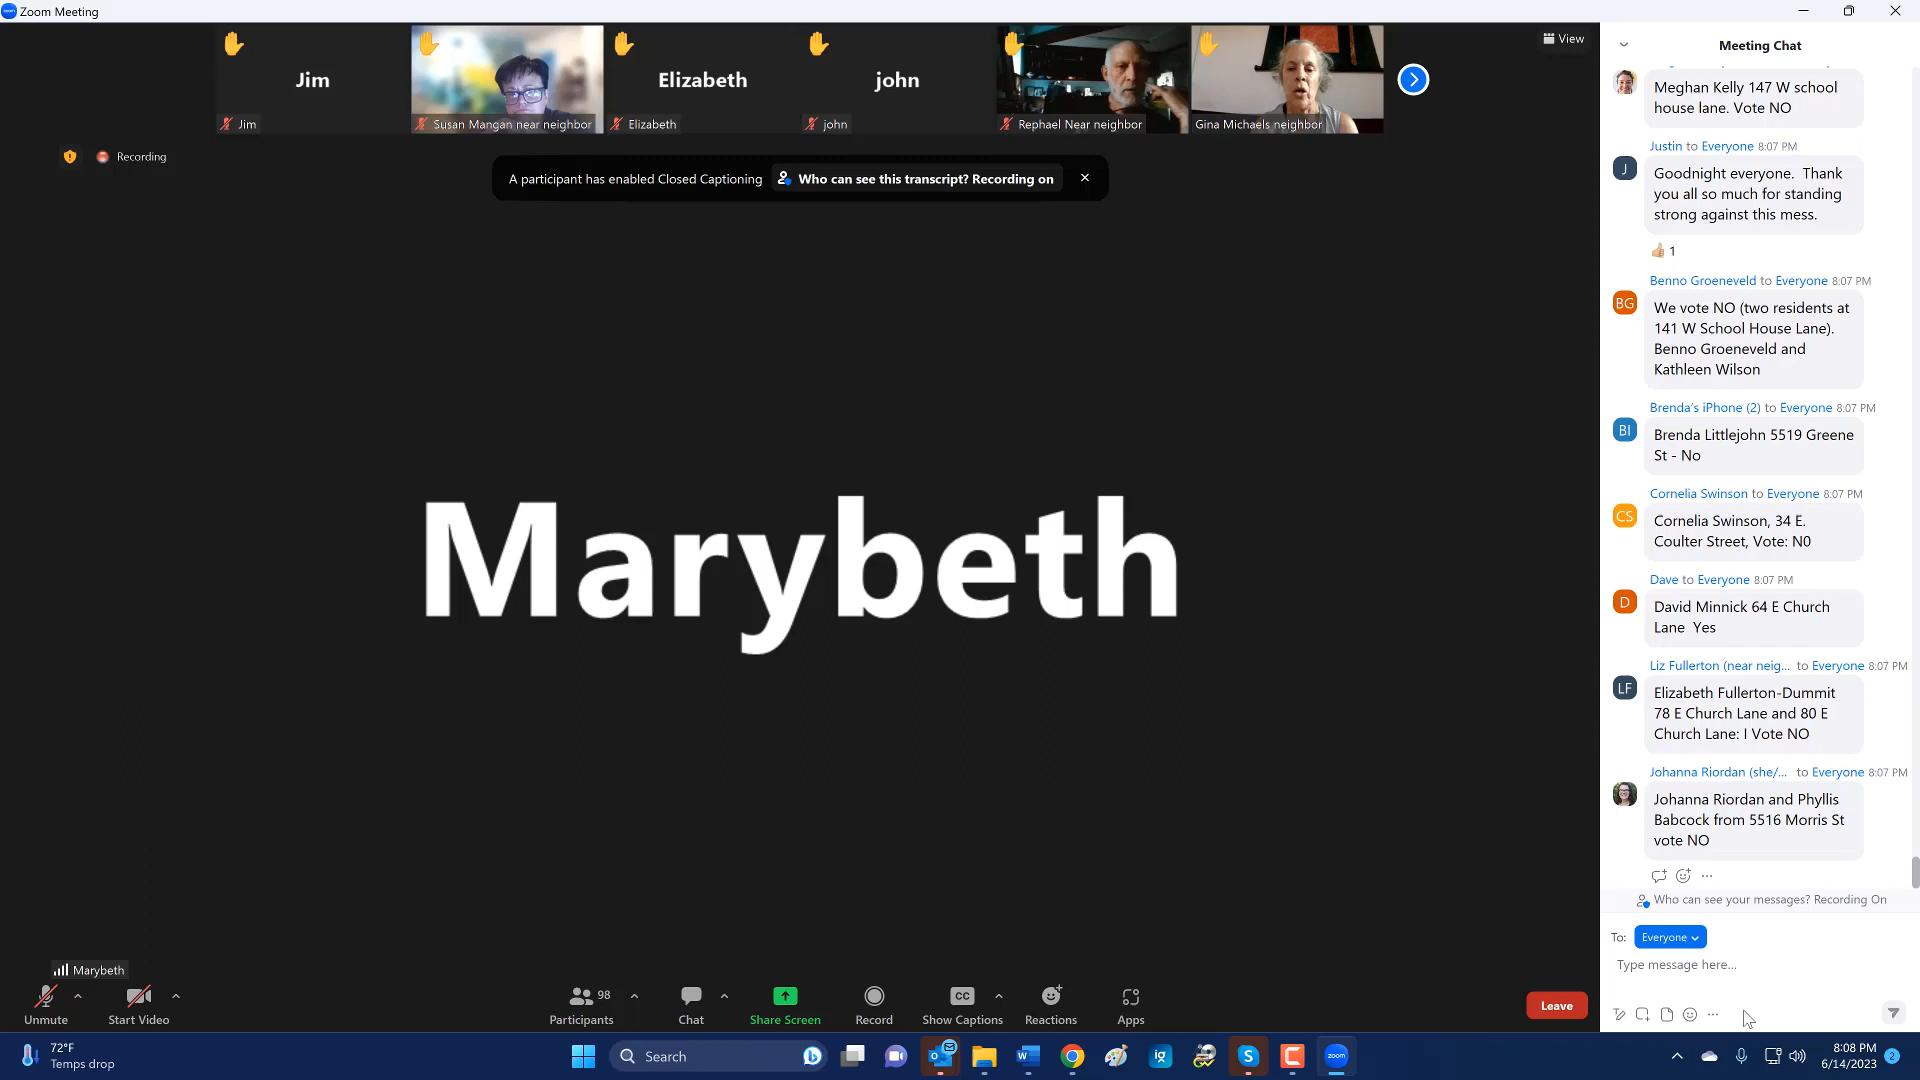 Zoom Meeting
Jim
Elizabeth
john
View
Jim
Susan Mangan near neighbor
Elizabeth
john
Rephael Near neighbor
Gina Michaels neighbor
Recording
A participant has enabled Closed Captioning
Who can see this transcript? Recording on
Marybeth
Marybeth
Unmute
Start Video
98
Participants
Chat
Share Screen
Record
CC
Show Captions
Reactions
Apps
Leave
Meeting Chat
Meghan Kelly 147 W school
house lane. Vote NO
Justin to Everyone 8:07 PM
J
Goodnight everyone. Thank
you all so much for standing
strong against this mess.
1
Benno Groeneveld to Everyone 8:07 PM
BG
We vote NO (two residents at
141 W School House Lane).
Benno Groeneveld and
Kathleen Wilson
Brenda's iPhone (2) to Everyone 8:07 PM
BI
Brenda Littlejohn 5519 Greene
St - No
Cornelia Swinson to Everyone 8:07 PM
CS
Cornelia Swinson, 34 E.
Coulter Street, Vote: N0
Dave to Everyone 8:07 PM
D
David Minnick 64 E Church
Lane  Yes
Liz Fullerton (near neig... to Everyone 8:07 PM
LF
Elizabeth Fullerton-Dummit
78 E Church Lane and 80 E
Church Lane: I Vote NO
Johanna Riordan (she/... to Everyone 8:07 PM
Johanna Riordan and Phyllis
Babcock from 5516 Morris St
vote NO
Who can see your messages? Recording On
To: Everyone
Type message here...
72°F
Temps drop
Search
zoom
8:08 PM
6/14/2023
2